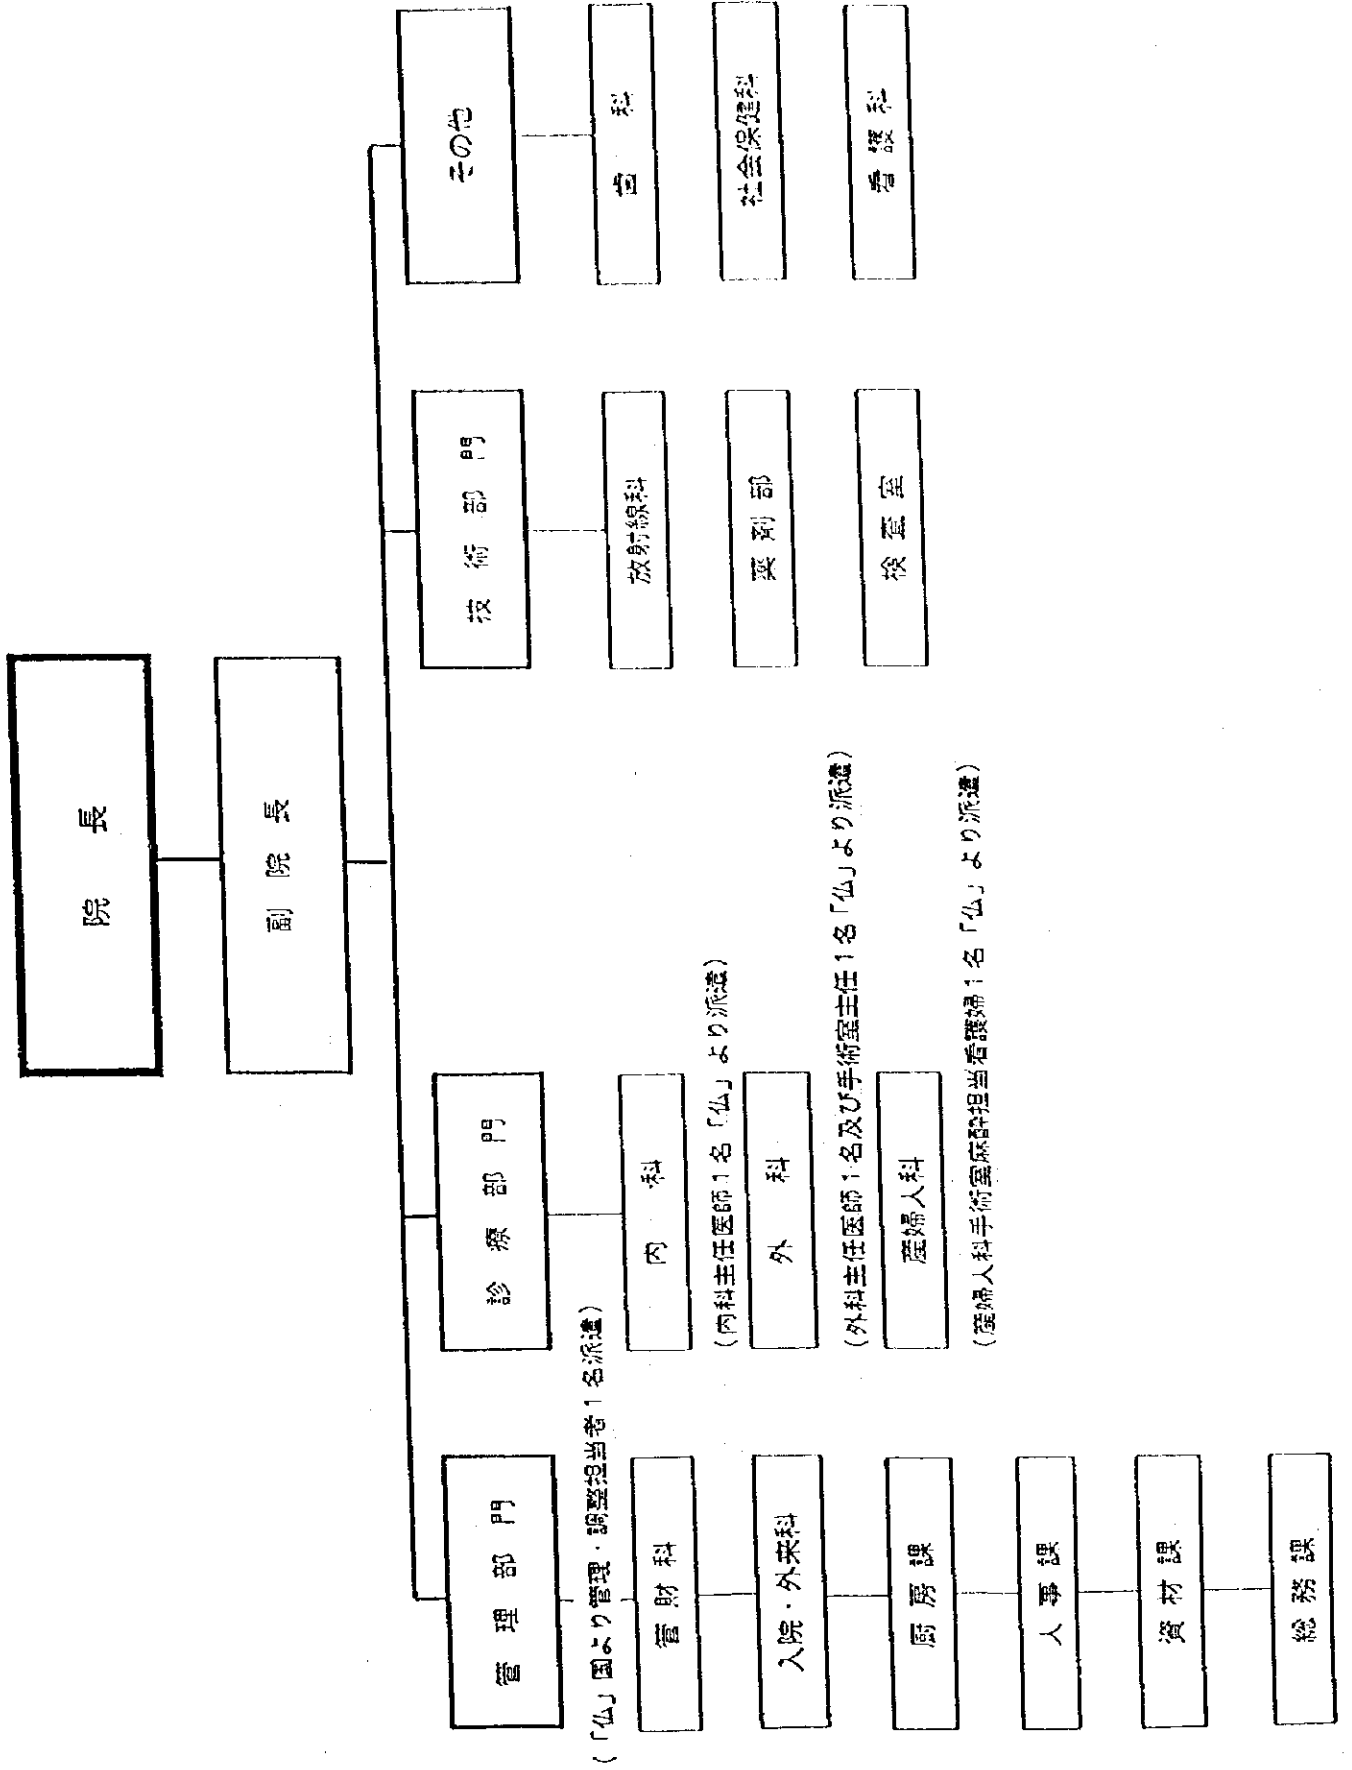 院長
副院長
管理部門
(「仏」国より管理・調整担当者1名派遣)
管財科
入院・外来科
厨房課
人事課
資材課
総務課
診療部門
内科
(内科主任医師1名「仏」より派遣)
外科
(外科主任医師1名及び手術室主任1名「仏」より派遣)
産婦人科
(産婦人科手術室麻酔担当看護婦1名「仏」より派遣)
技術部門
放射線科
薬剤部
検査室
その他
歯科
社会保健科
看護科